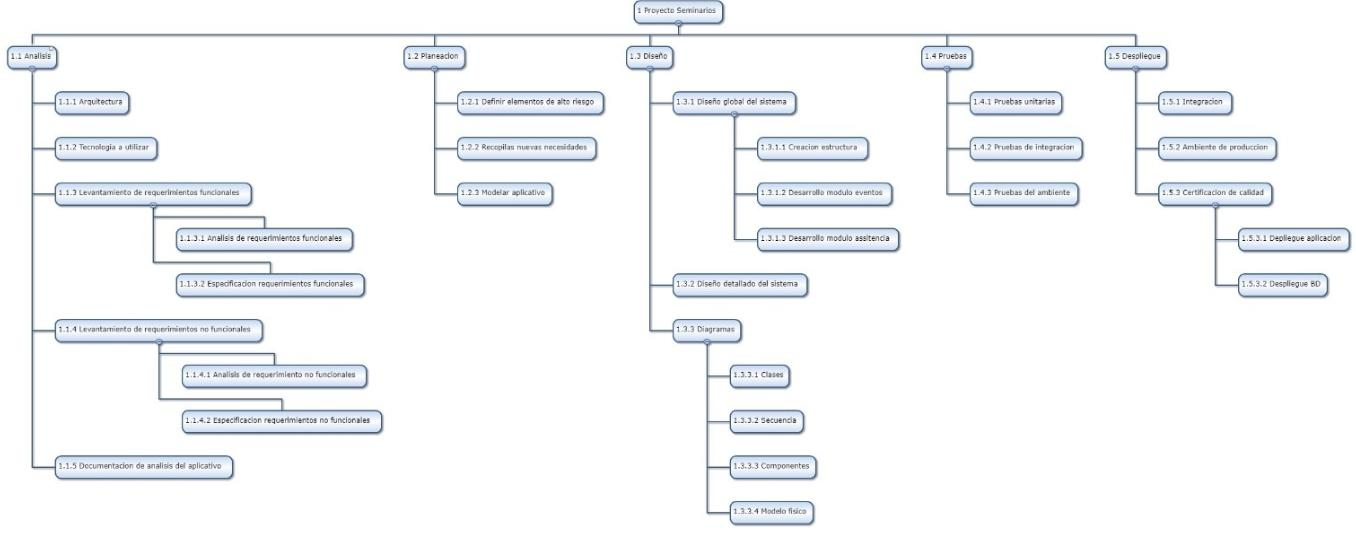 1 Proyecto Seminarios
1.1 Analisis
1.1.1 Arquitectura
1.1.2 Tecnologia a utilizar
1.1.3 Levantamiento de requerimientos funcionales
1.1.3.1 Analisis de requerimientos funcionales
1.1.3.2 Especificacion requerimientos funcionales
1.1.4 Levantamiento de requerimientos no funcionales
1.1.4.1 Analisis de requerimiento no funcionales
1.1.4.2 Especificacion requerimientos no funcionales
1.1.5 Documentacion de analisis del aplicativo
1.2 Planeacion
1.2.1 Definir elementos de alto riesgo
1.2.2 Recopilas nuevas necesidades
1.2.3 Modelar aplicativo
1.3 Diseño
1.3.1 Diseño global del sistema
1.3.1.1 Creacion estructura
1.3.1.2 Desarrollo modulo eventos
1.3.1.3 Desarrollo modulo assitencia
1.3.2 Diseño detallado del sistema
1.3.3 Diagramas
1.3.3.1 Clases
1.3.3.2 Secuencia
1.3.3.3 Componentes
1.3.3.4 Modelo fisico
1.4 Pruebas
1.4.1 Pruebas unitarias
1.4.2 Pruebas de integracion
1.4.3 Pruebas del ambiente
1.5 Despliegue
1.5.1 Integracion
1.5.2 Ambiente de produccion
1.5.3 Certificacion de calidad
1.5.3.1 Depliegue aplicacion
1.5.3.2 Despliegue BD